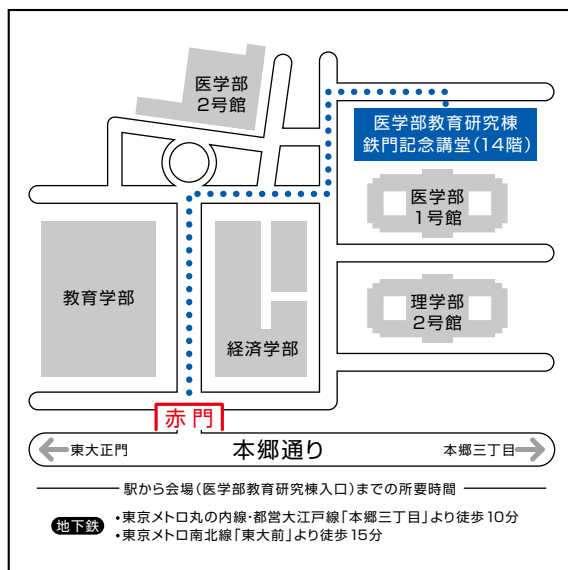 医学部
2号館
医学部教育研究棟
鉄門記念講堂(14階)
医学部
1号館
教育学部
経済学部
理学部
2号館
赤門
東大正門
本郷通り
本郷三丁目
駅から会場(医学部教育研究棟入口)までの所要時間
地下鉄
•東京メトロ丸の内線・都営大江戸線「本郷三丁目」より徒歩10分
•東京メトロ南北線「東大前」より徒歩15分